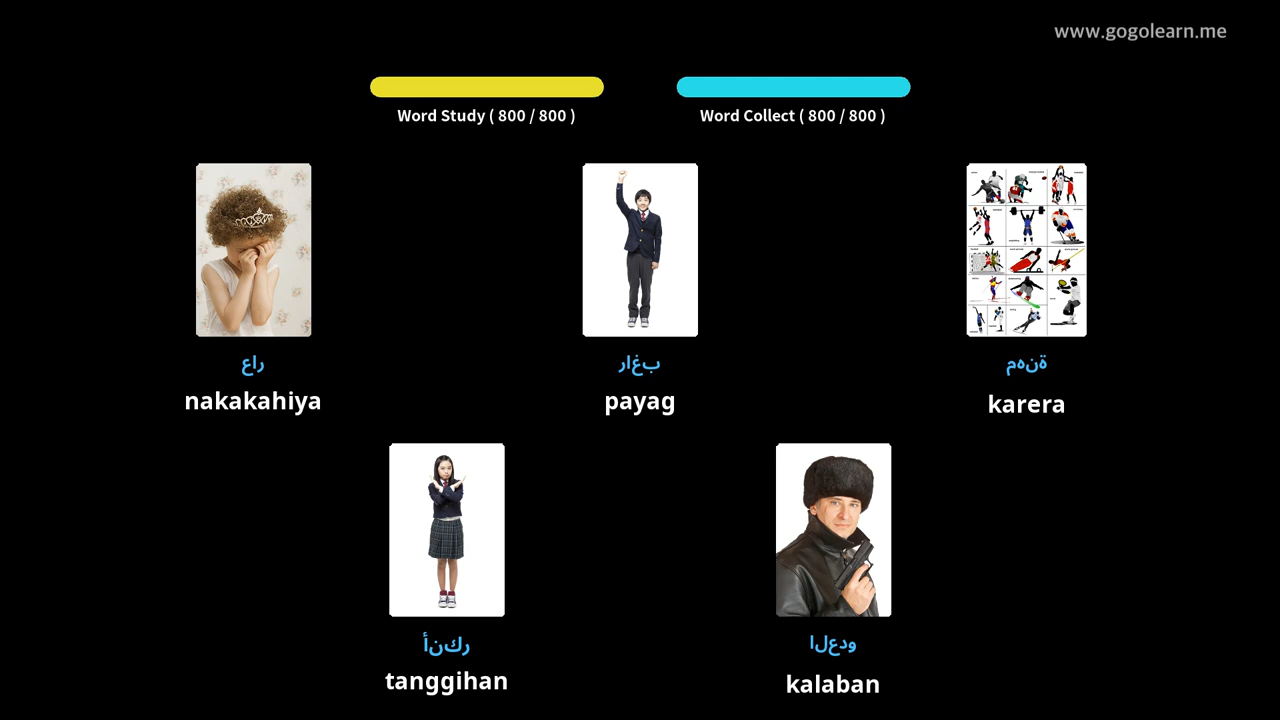 www.gogolearn.me
Word Study ( 800 / 800 )
Word Collect ( 800 / 800 )
عار
راغب
مهنة
nakakahiya
payag
karera
أنكر
العدو
tanggihan
kalaban